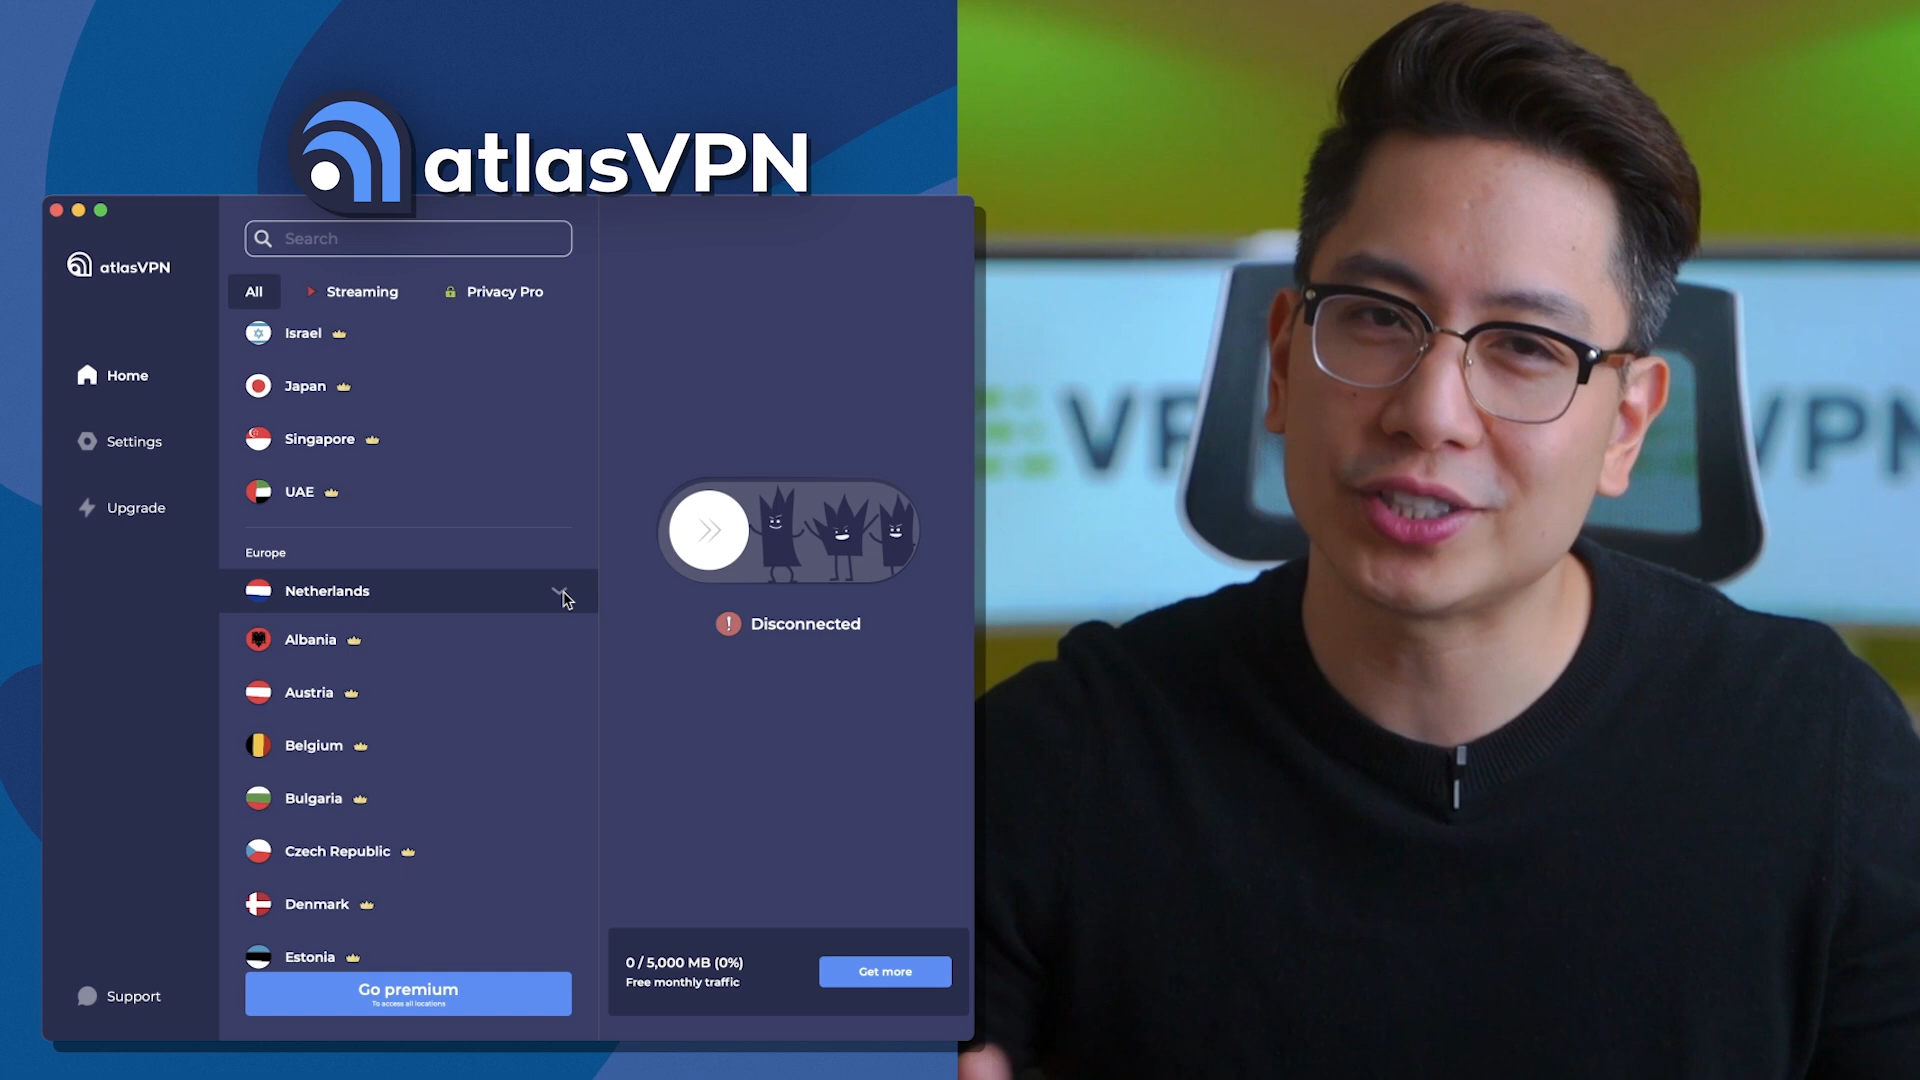 atlasVPN
Search
atlasVPN
All
Streaming
Privacy Pro
Israel
Japan
Singapore
UAE
Europe
Netherlands
Albania
Austria
Belgium
Bulgaria
Czech Republic
Denmark
Estonia
Go premium
To access all locations
Home
Settings
Upgrade
Support
Disconnected
0 / 5,000 MB (0%)
Free monthly traffic
Get more
VP
VPN